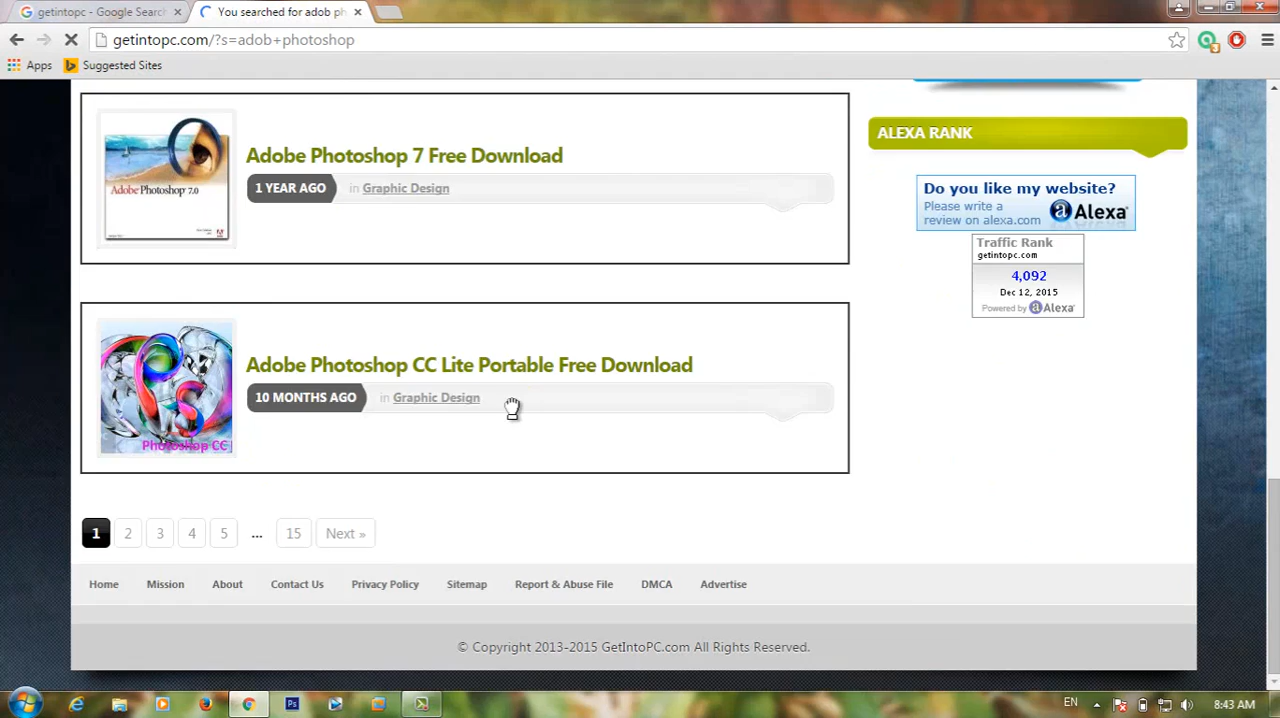 getintopc - Google Search
You searched for adob ph
getintopc.com/?s=adob+photoshop
Apps
Suggested Sites
Adobe Photoshop 7.0
Adobe Photoshop 7 Free Download
1 YEAR AGO in Graphic Design
ALEXA RANK
Do you like my website?
Please write a
review on alexa.com
Alexa
Traffic Rank
getintopc.com
4,092
Dec 12, 2015
Powered by Alexa
Photoshop CC
Adobe Photoshop CC Lite Portable Free Download
10 MONTHS AGO in Graphic Design
1 2 3 4 5 ... 15 Next »
Home Mission About Contact Us Privacy Policy Sitemap Report & Abuse File DMCA Advertise
© Copyright 2013-2015 GetIntoPC.com All Rights Reserved.
Ps
EN
8:43 AM